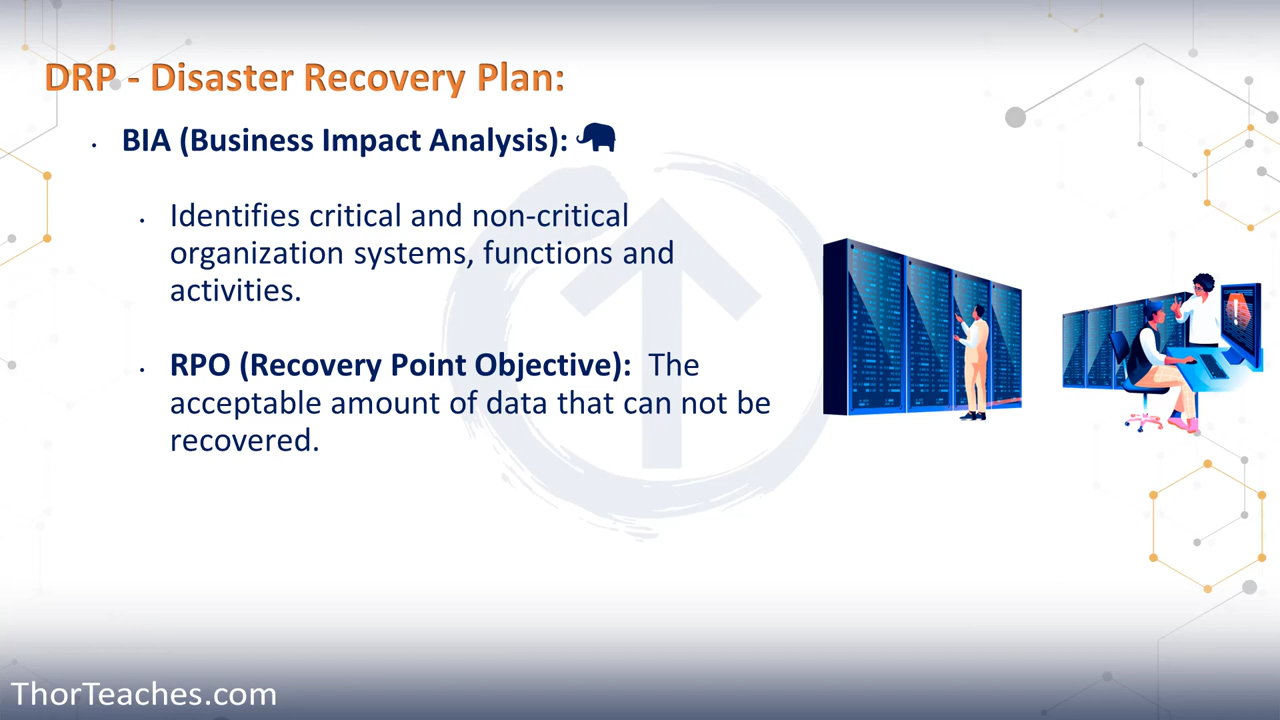 DRP - Disaster Recovery Plan:
• BIA (Business Impact Analysis):
• Identifies critical and non-critical
organization systems, functions and
activities.
• RPO (Recovery Point Objective): The
acceptable amount of data that can not be
recovered.
ThorTeaches.com